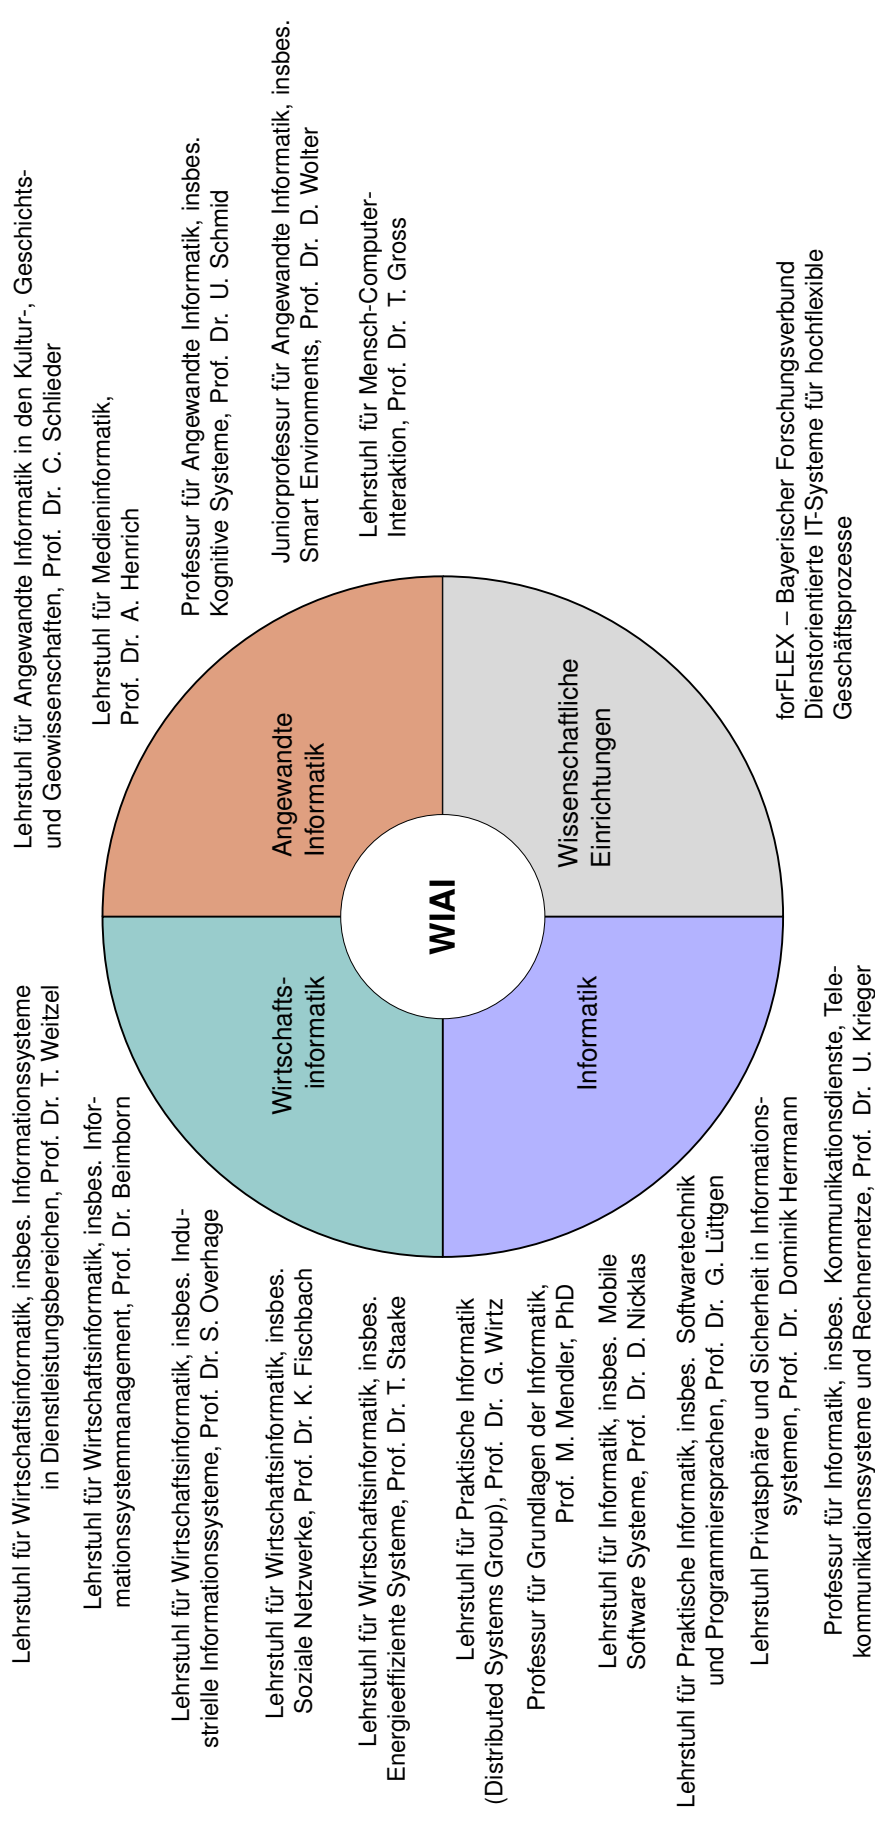 Lehrstuhl für Wirtschaftsinformatik, insbes. Informationssysteme
in Dienstleistungsbereichen, Prof. Dr. T. Weitzel
Lehrstuhl für Wirtschaftsinformatik, insbes. Infor-
mationssystemmanagement, Prof. Dr. Beimborn
Lehrstuhl für Wirtschaftsinformatik, insbes. Indu-
strielle Informationssysteme, Prof. Dr. S. Overhage
Lehrstuhl für Wirtschaftsinformatik, insbes.
Soziale Netzwerke, Prof. Dr. K. Fischbach
Lehrstuhl für Wirtschaftsinformatik, insbes.
Energieeffiziente Systeme, Prof. Dr. T. Staake
Lehrstuhl für Praktische Informatik
(Distributed Systems Group), Prof. Dr. G. Wirtz
Professur für Grundlagen der Informatik,
Prof. M. Mendler, PhD
Lehrstuhl für Informatik, insbes. Mobile
Software Systeme, Prof. Dr. D. Nicklas
Lehrstuhl für Praktische Informatik, insbes. Softwaretechnik
und Programmiersprachen, Prof. Dr. G. Lüttgen
Lehrstuhl Privatsphäre und Sicherheit in Informations-
systemen, Prof. Dr. Dominik Herrmann
Professur für Informatik, insbes. Kommunikationsdienste, Tele-
kommunikationssysteme und Rechnernetze, Prof. Dr. U. Krieger
Wirtschafts-
informatik
Angewandte
Informatik
WIAI
Informatik
Wissenschaftliche
Einrichtungen
Lehrstuhl für Angewandte Informatik in den Kultur-, Geschichts-
und Geowissenschaften, Prof. Dr. C. Schlieder
Lehrstuhl für Medieninformatik,
Prof. Dr. A. Henrich
Professur für Angewandte Informatik, insbes.
Kognitive Systeme, Prof. Dr. U. Schmid
Juniorprofessur für Angewandte Informatik, insbes.
Smart Environments, Prof. Dr. D. Wolter
Lehrstuhl für Mensch-Computer-
Interaktion, Prof. Dr. T. Gross
forFLEX – Bayerischer Forschungsverbund
Dienstorientierte IT-Systeme für hochflexible
Geschäftsprozesse